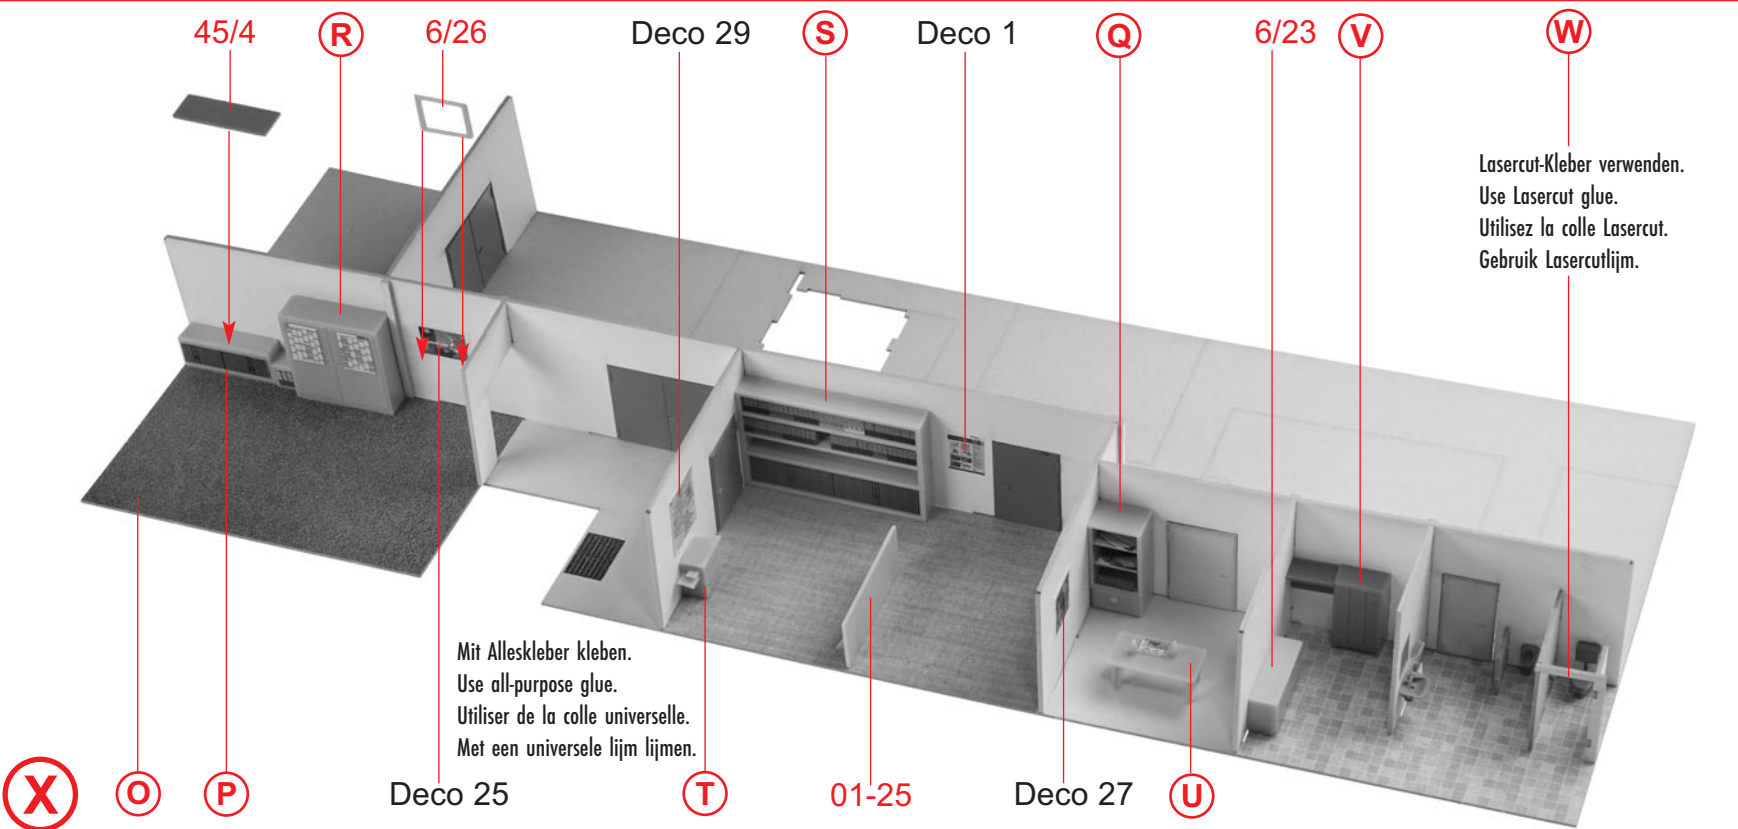 45/4 R 6/26 Deco 29 S Deco 1 Q 6/23 V W
Lasercut-Kleber verwenden.
Use Lasercut glue.
Utilisez la colle Lasercut.
Gebruik Lasercutlijm.
Mit Alleskleber kleben.
Use all-purpose glue.
Utiliser de la colle universelle.
Met een universele lijm lijmen.
X O P Deco 25 T 01-25 Deco 27 U